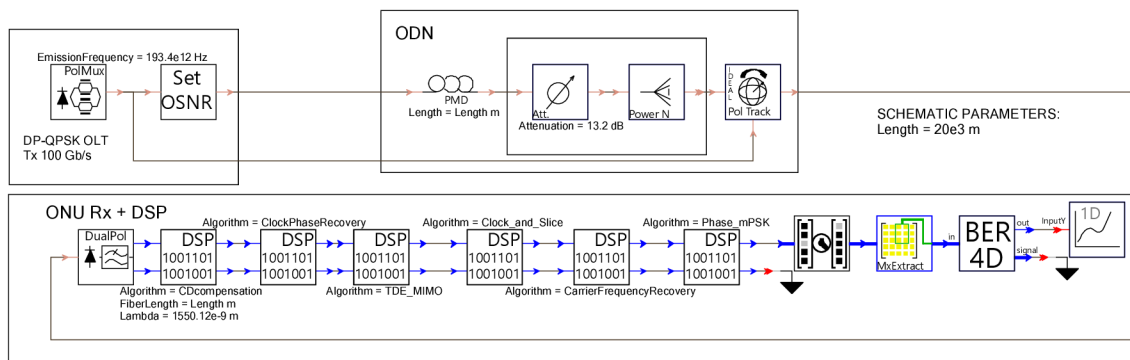 ODN
EmissionFrequency = 193.4e12 Hz
PolMux
Set
OSNR
DP-QPSK OLT
Tx 100 Gb/s
PMD
Length = Length m
Att.
Attenuation = 13.2 dB
Power N
IDEAL
Pol Track
SCHEMATIC PARAMETERS:
Length = 20e3 m
ONU Rx + DSP
DualPol
Algorithm = ClockPhaseRecovery
Algorithm = Clock_and_Slice
Algorithm = Phase_mPSK
DSP
1001101
1001001
DSP
1001101
1001001
DSP
1001101
1001001
DSP
1001101
1001001
DSP
1001101
1001001
DSP
1001101
1001001
Algorithm = CDcompensation
FiberLength = Length m
Lambda = 1550.12e-9 m
Algorithm = TDE_MIMO
Algorithm = CarrierFrequencyRecovery
MxExtract
in
BER
4D
out
signal
InputY
1D